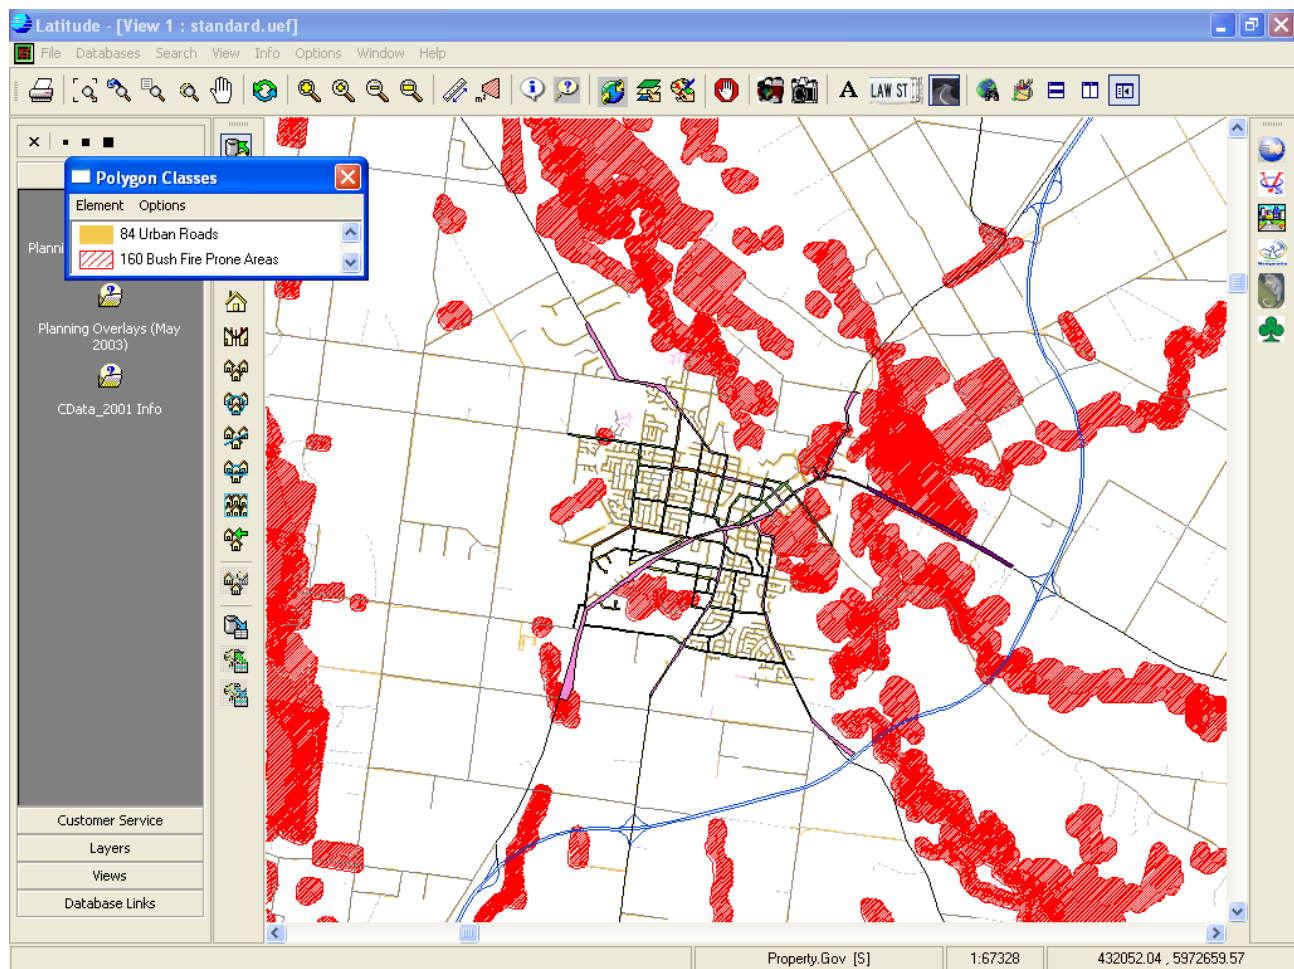 Latitude - [View 1 : standard.uef]
File Databases Search View Info Options Window Help
A LAW ST
Polygon Classes
Element Options
84 Urban Roads
160 Bush Fire Prone Areas
Planni
Planning Overlays (May
2003)
CData_2001 Info
Customer Service
Layers
Views
Database Links
Property.Gov [S] 1:67328 432052.04 , 5972659.57